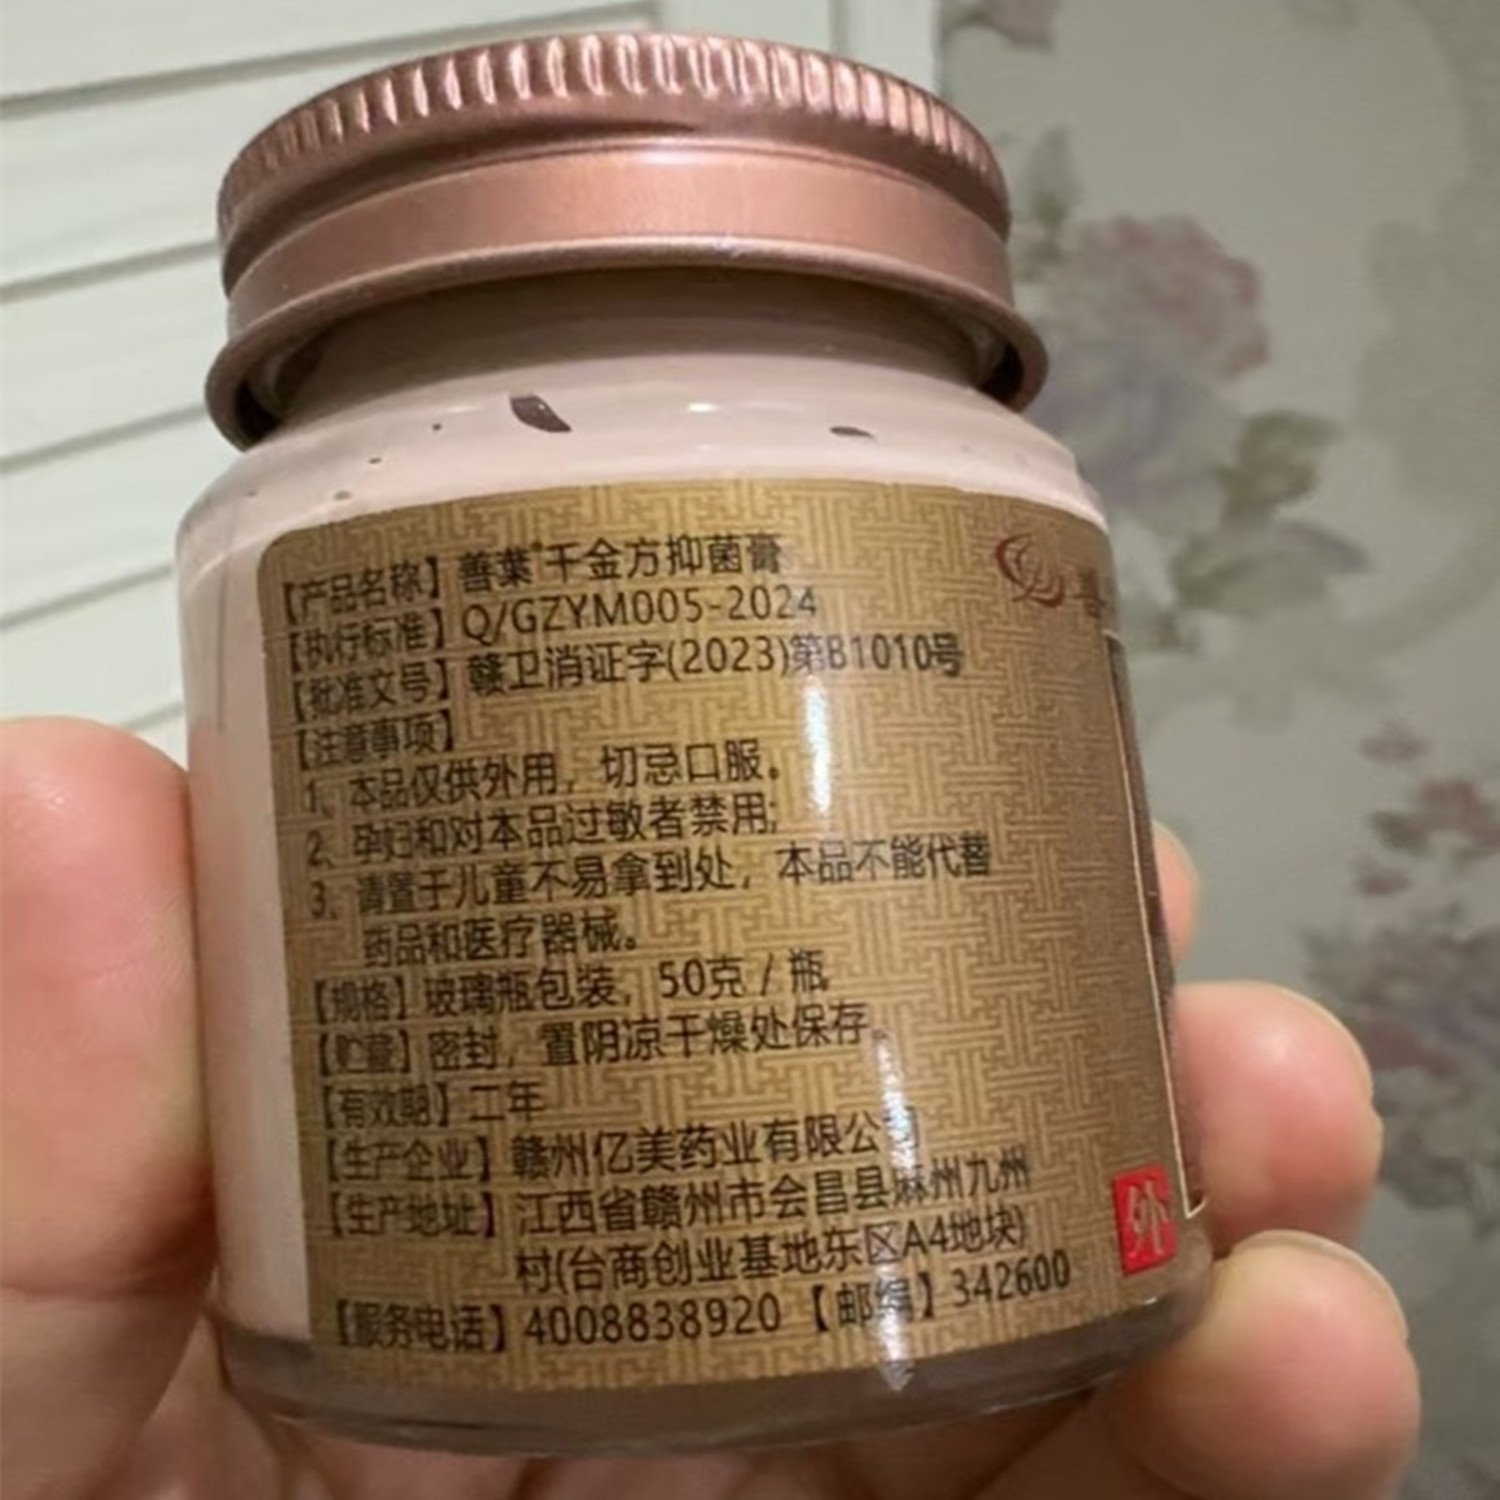 【产品名称】善葉®千金方抑菌膏
【执行标准】Q/GZYM005-2024
【批准文号】赣卫消证字(2023)第B1010号
【注意事项】
1、本品仅供外用，切忌口服。
2、孕妇和对本品过敏者禁用;
3、请置于儿童不易拿到处，本品不能代替
药品和医疗器械。
【规格】玻璃瓶包装，50克/瓶
【贮藏】密封，置阴凉干燥处保存。
【有效期】二年
【生产企业】赣州亿美药业有限公司
【生产地址】江西省赣州市会昌县麻州九州
村(台商创业基地东区A4地块)
【服务电话】4008838920【邮编】342600
善
外